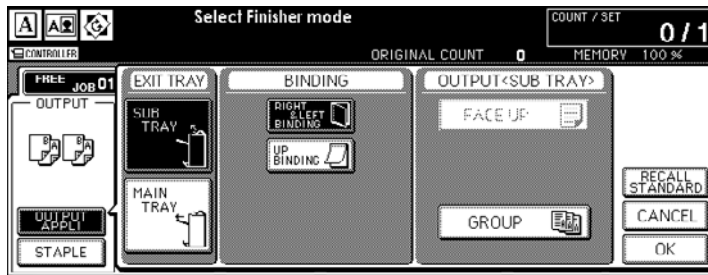 Select Finisher mode
COUNT / SET
0 / 1
A
A
CONTROLLER
ORIGINAL COUNT 0
MEMORY 100 %
FREE
JOB 01
OUTPUT
B A B A
OUTPUT
APPLI
STAPLE
EXIT TRAY
SUB
TRAY
MAIN
TRAY
BINDING
RIGHT
&LEFT
BINDING
UP
BINDING
OUTPUT<SUB TRAY>
FACE UP
GROUP
RECALL
STANDARD
CANCEL
OK